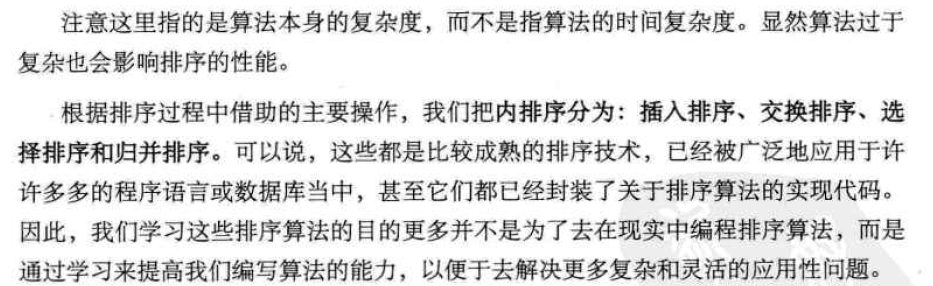 注意这里指的是算法本身的复杂度，而不是指算法的时间复杂度。显然算法过于
复杂也会影响排序的性能。
根据排序过程中借助的主要操作，我们把内排序分为：插入排序、交换排序、选
择排序和归并排序。可以说，这些都是比较成熟的排序技术，已经被广泛地应用于许
许多多的程序语言或数据库当中，甚至它们都已经封装了关于排序算法的实现代码。
因此，我们学习这些排序算法的目的更多并不是为了去在现实中编程排序算法，而是
通过学习来提高我们编写算法的能力，以便于去解决更多复杂和灵活的应用性问题。